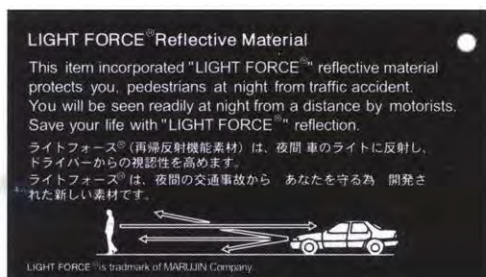 LIGHT FORCE® Reflective Material
This item incorporated "LIGHT FORCE®" reflective material
protects you, pedestrians at night from traffic accident.
You will be seen readily at night from a distance by motorists.
Save your life with "LIGHT FORCE®" reflection.
ライトフォース®(再帰反射機能素材)は、夜間 車のライトに反射し、
ドライバーからの視認性を高めます。
ライトフォース®は、夜間の交通事故から あなたを守る為 開発さ
れた新しい素材です。
LIGHT FORCE®is tradmark of MARUJIN Company.